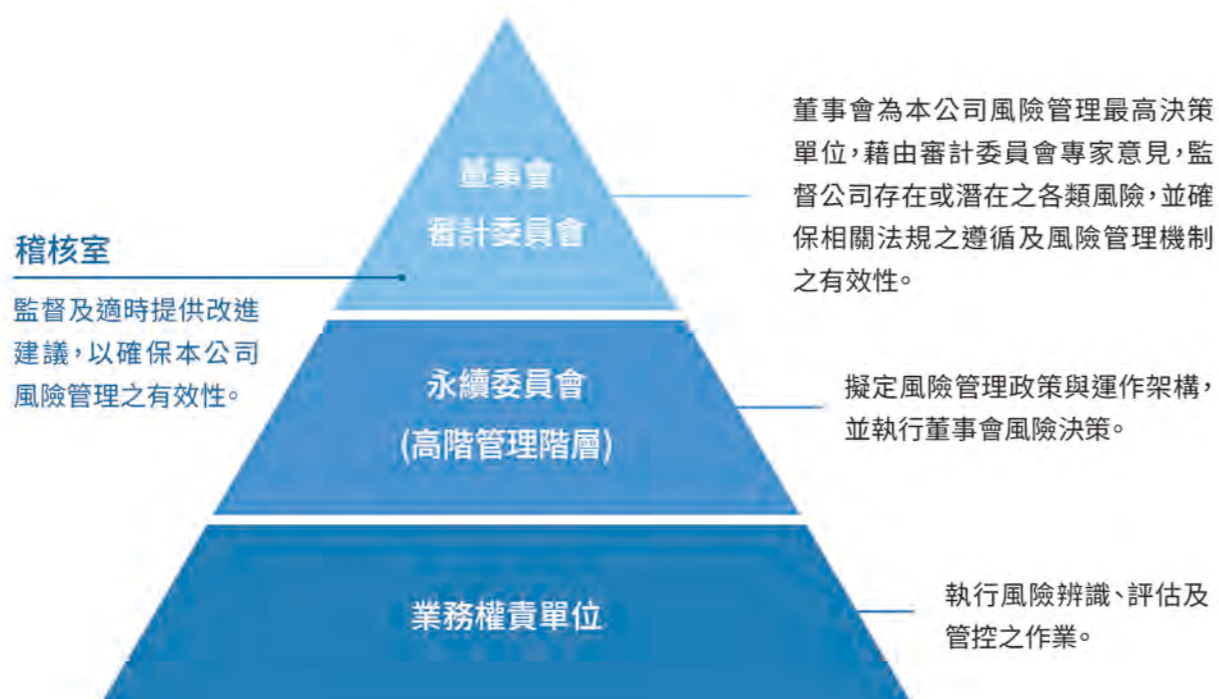 董事會
審計委員會
董事會為本公司風險管理最高決策
單位，藉由審計委員會專家意見，監
督公司存在或潛在之各類風險，並確
保相關法規之遵循及風險管理機制
之有效性。
稽核室
監督及適時提供改進
建議，以確保本公司
風險管理之有效性。
永續委員會
(高階管理階層)
擬定風險管理政策與運作架構，
並執行董事會風險決策。
業務權責單位
執行風險辨識、評估及
管控之作業。